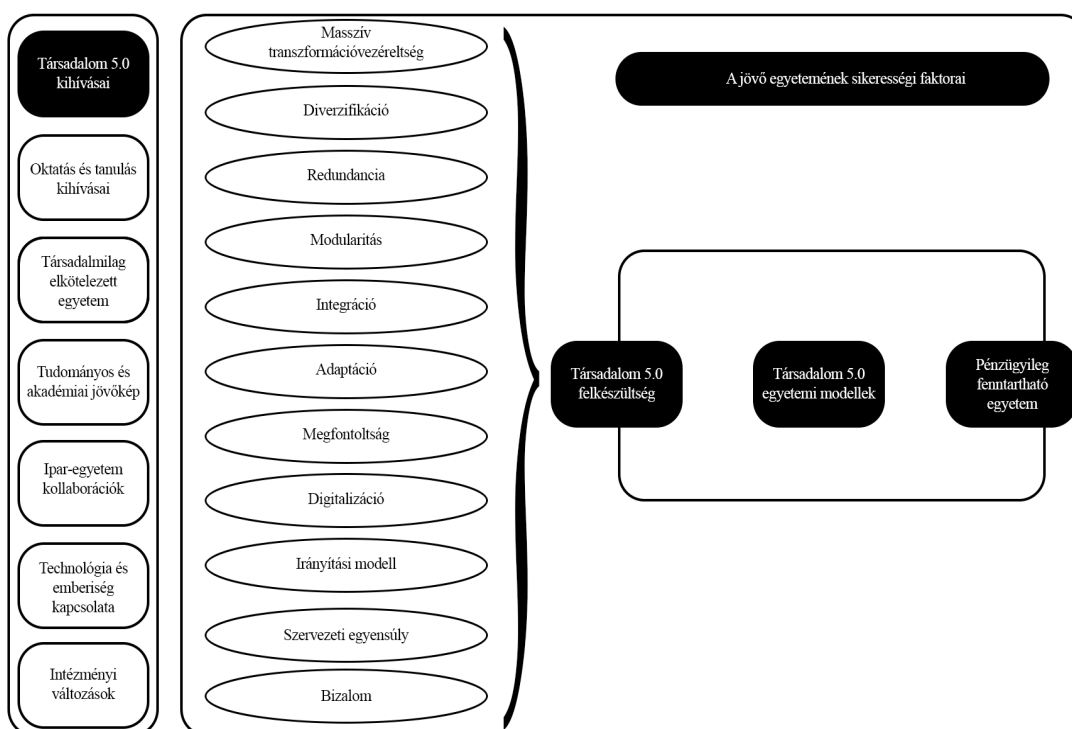 Társadalom 5.0
kihívásai
Oktatás és tanulás
kihívásai
Társadalmilag
elkötelezett
egyetem
Tudományos és
akadémiai jövőkép
Ipar-egyetem
kollaborációk
Technológia és
emberiség
kapcsolata
Intézményi
változások
Masszív
transzformációvezéreltség
Diverzifikáció
Redundancia
Modularitás
Integráció
Adaptáció
Megfontoltság
Digitalizáció
Irányítási modell
Szervezeti egyensúly
Bizalom
A jövő egyetemének sikerességi faktorai
Társadalom 5.0
felkészültség
Társadalom 5.0
egyetemi modellek
Pénzügyileg
fenntartható
egyetem